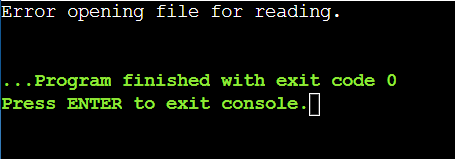 Error opening file for reading.
...Program finished with exit code 0
Press ENTER to exit console.